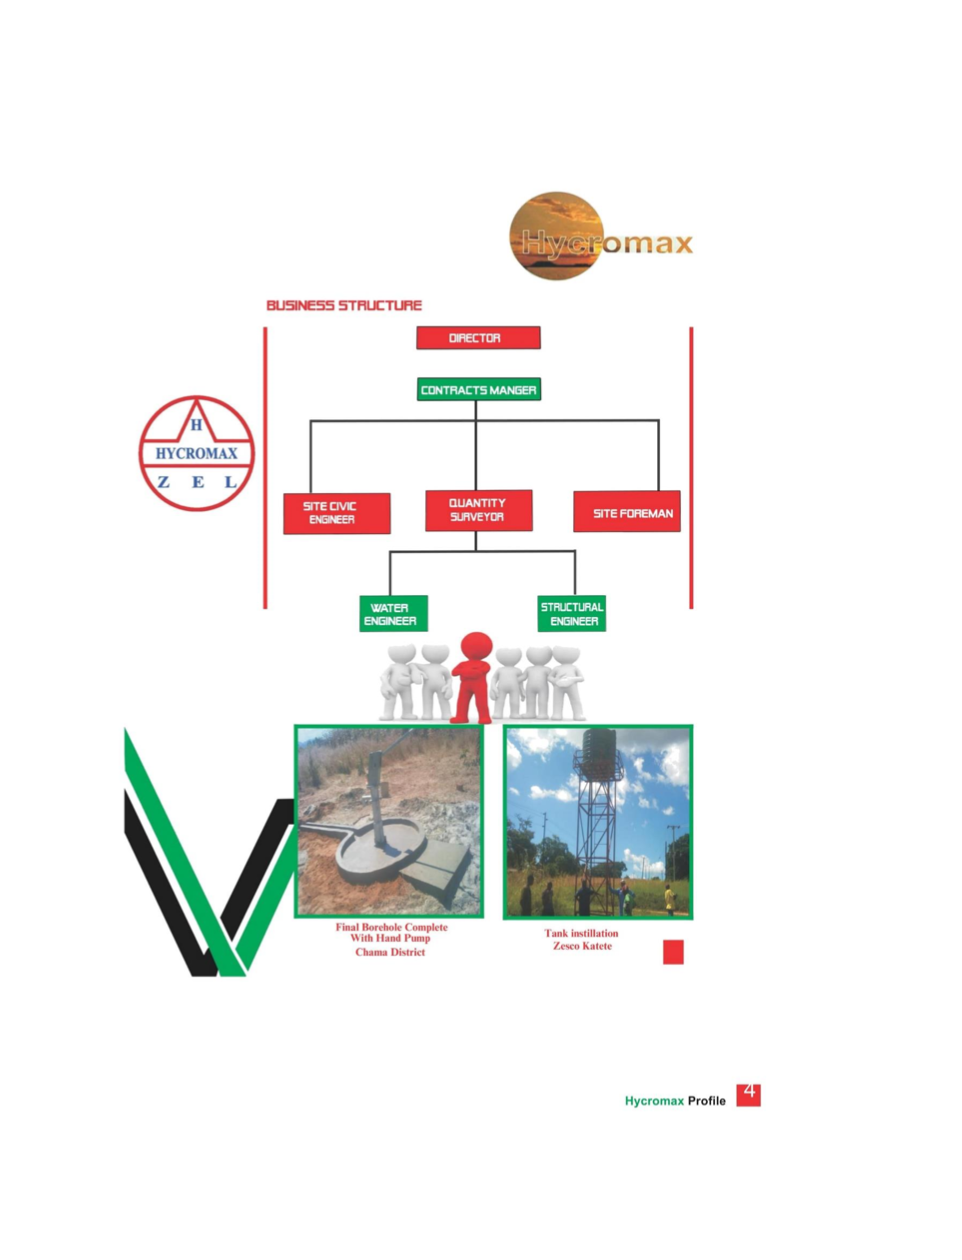 Hycromax
BUSINESS STRUCTURE
DIRECTOR
CONTRACTS MANGER
H
HYCROMAX
Z E L
SITE CIVIC
ENGINEER
QUANTITY
SURVEYOR
SITE FOREMAN
WATER
ENGINEER
STRUCTURAL
ENGINEER
Final Borehole Complete
With Hand Pump
Chama District
Tank instillation
Zesco Katete
Hycromax Profile
4